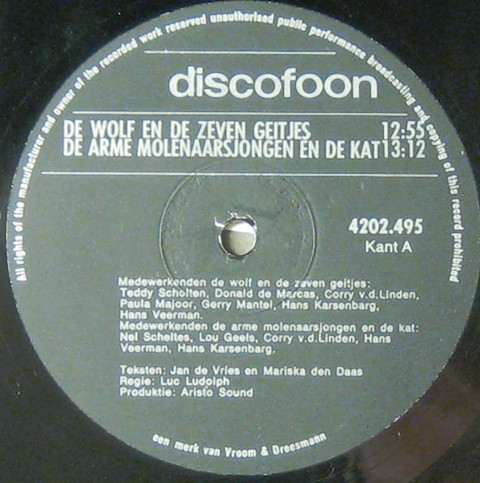 All rights of the manufacturer and owner of the recorded work reserved unauthorised public performance broadcasting and copying of this record prohibited
discofoon
DE WOLF EN DE ZEVEN GEITJES 12:55
DE ARME MOLENAARSJONGEN EN DE KAT 13:12
4202.495
Kant A
Medewerkenden de wolf en de zeven geitjes:
Teddy Scholten, Donald de Marcas, Corry v.d.Linden,
Paula Majoor, Gerry Mantel, Hans Karsenbarg,
Hans Veerman.
Medewerkenden de arme molenaarsjongen en de kat:
Nel Scheltes, Lou Geels, Corry v.d.Linden, Hans
Veerman, Hans Karsenbarg.
Teksten: Jan de Vries en Mariska den Daas
Regie: Luc Ludolph
Produktie: Aristo Sound
een merk van Vroom & Dreesmann